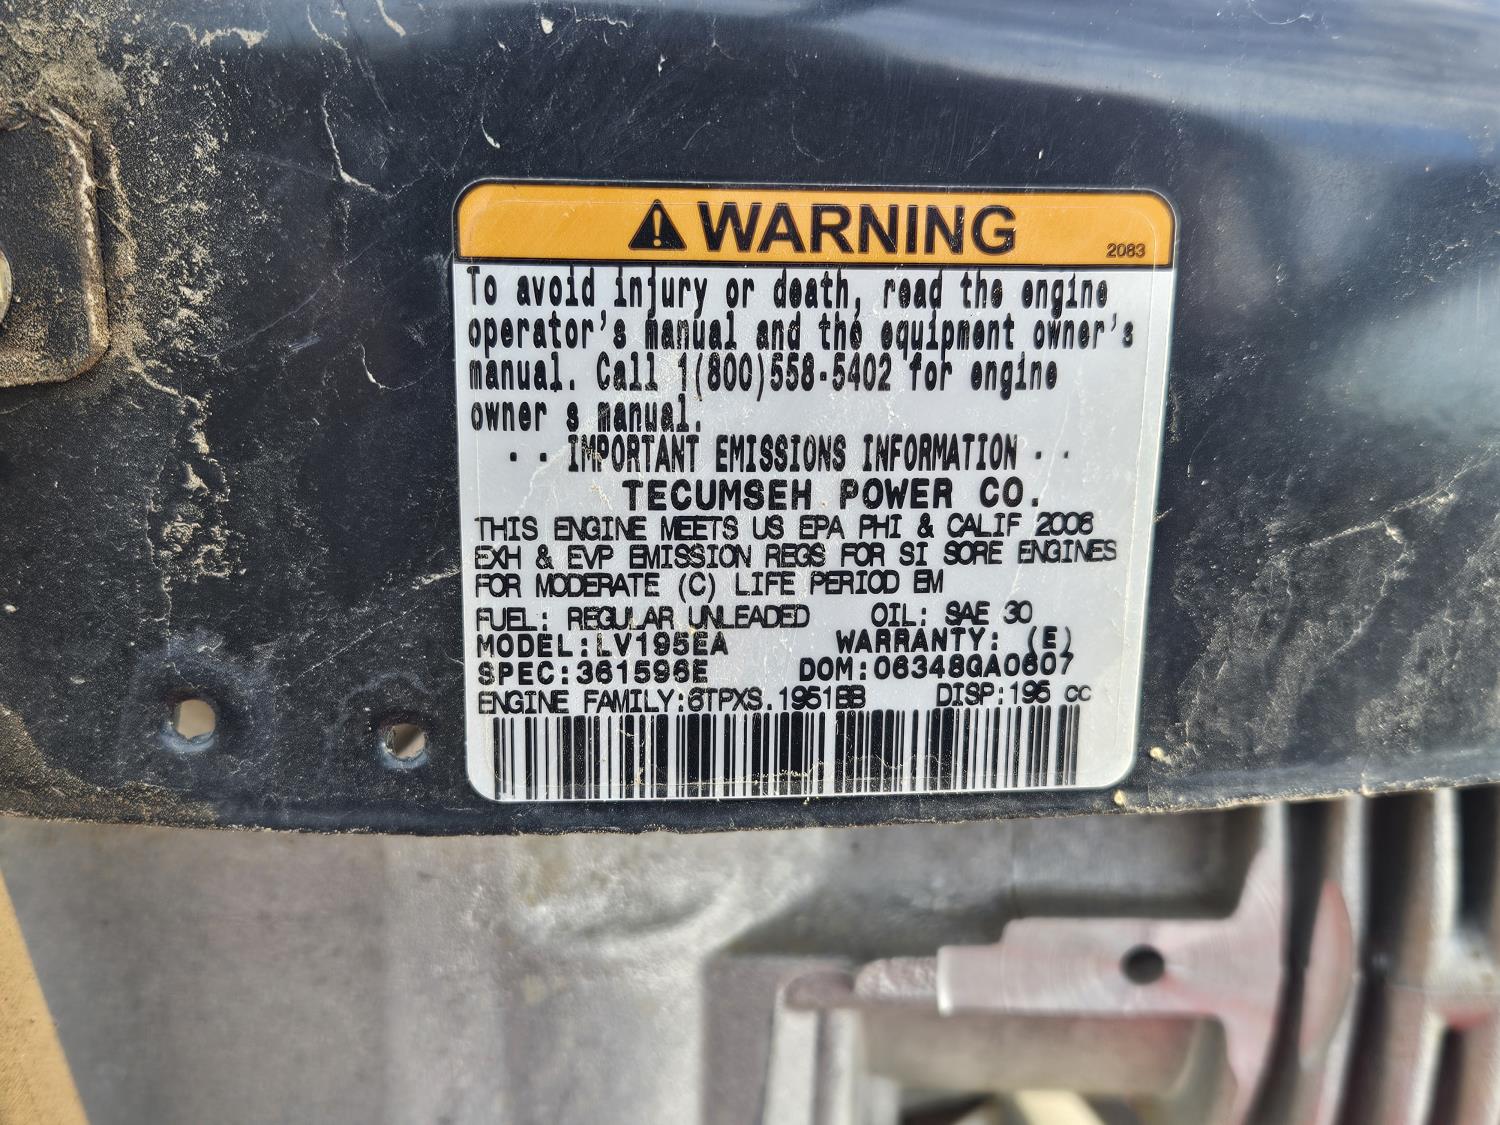 ⚠ WARNING
2083
To avoid injury or death, read the engine
operator's manual and the equipment owner's
manual. Call 1(800)558-5402 for engine
owner s manual.
- - IMPORTANT EMISSIONS INFORMATION - -
TECUMSEH POWER CO.
THIS ENGINE MEETS US EPA PHI & CALIF 2006
EXH & EVP EMISSION REGS FOR SI SORE ENGINES
FOR MODERATE (C) LIFE PERIOD EM
FUEL: REGULAR UNLEADED OIL: SAE 30
MODEL:LV195EA WARRANTY: (E)
SPEC:361596E DOM:06348GA0607
ENGINE FAMILY:6TPXS.1951BB DISP:195 cc